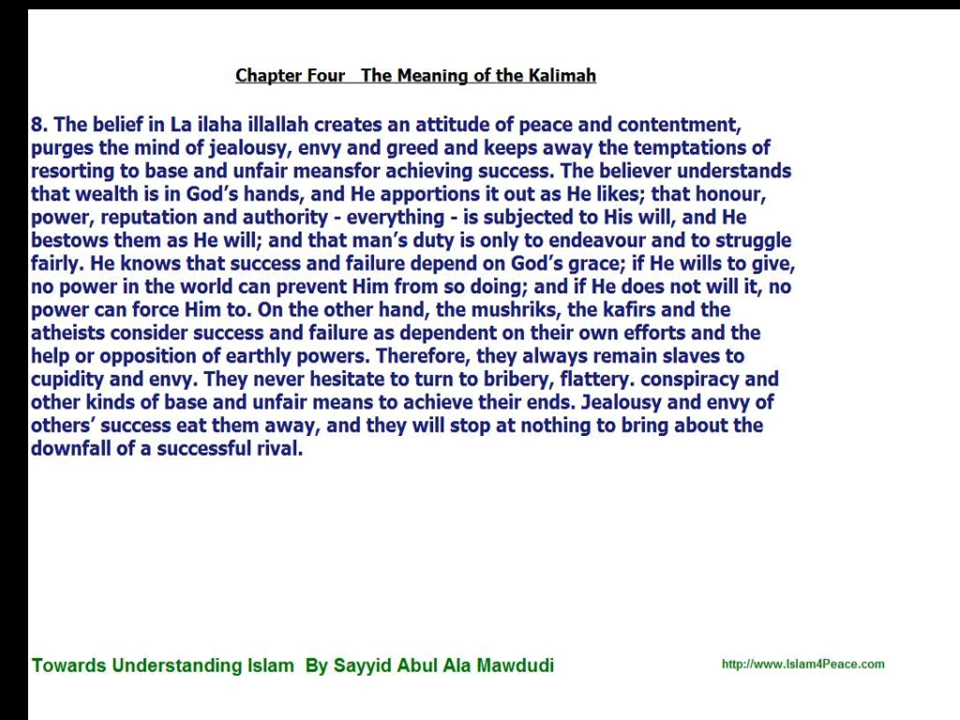 Chapter Four   The Meaning of the Kalimah
8. The belief in La ilaha illallah creates an attitude of peace and contentment,
purges the mind of jealousy, envy and greed and keeps away the temptations of
resorting to base and unfair meansfor achieving success. The believer understands
that wealth is in God’s hands, and He apportions it out as He likes; that honour,
power, reputation and authority - everything - is subjected to His will, and He
bestows them as He will; and that man’s duty is only to endeavour and to struggle
fairly. He knows that success and failure depend on God’s grace; if He wills to give,
no power in the world can prevent Him from so doing; and if He does not will it, no
power can force Him to. On the other hand, the mushriks, the kafirs and the
atheists consider success and failure as dependent on their own efforts and the
help or opposition of earthly powers. Therefore, they always remain slaves to
cupidity and envy. They never hesitate to turn to bribery, flattery. conspiracy and
other kinds of base and unfair means to achieve their ends. Jealousy and envy of
others’ success eat them away, and they will stop at nothing to bring about the
downfall of a successful rival.
Towards Understanding Islam  By Sayyid Abul Ala Mawdudi
http://www.Islam4Peace.com